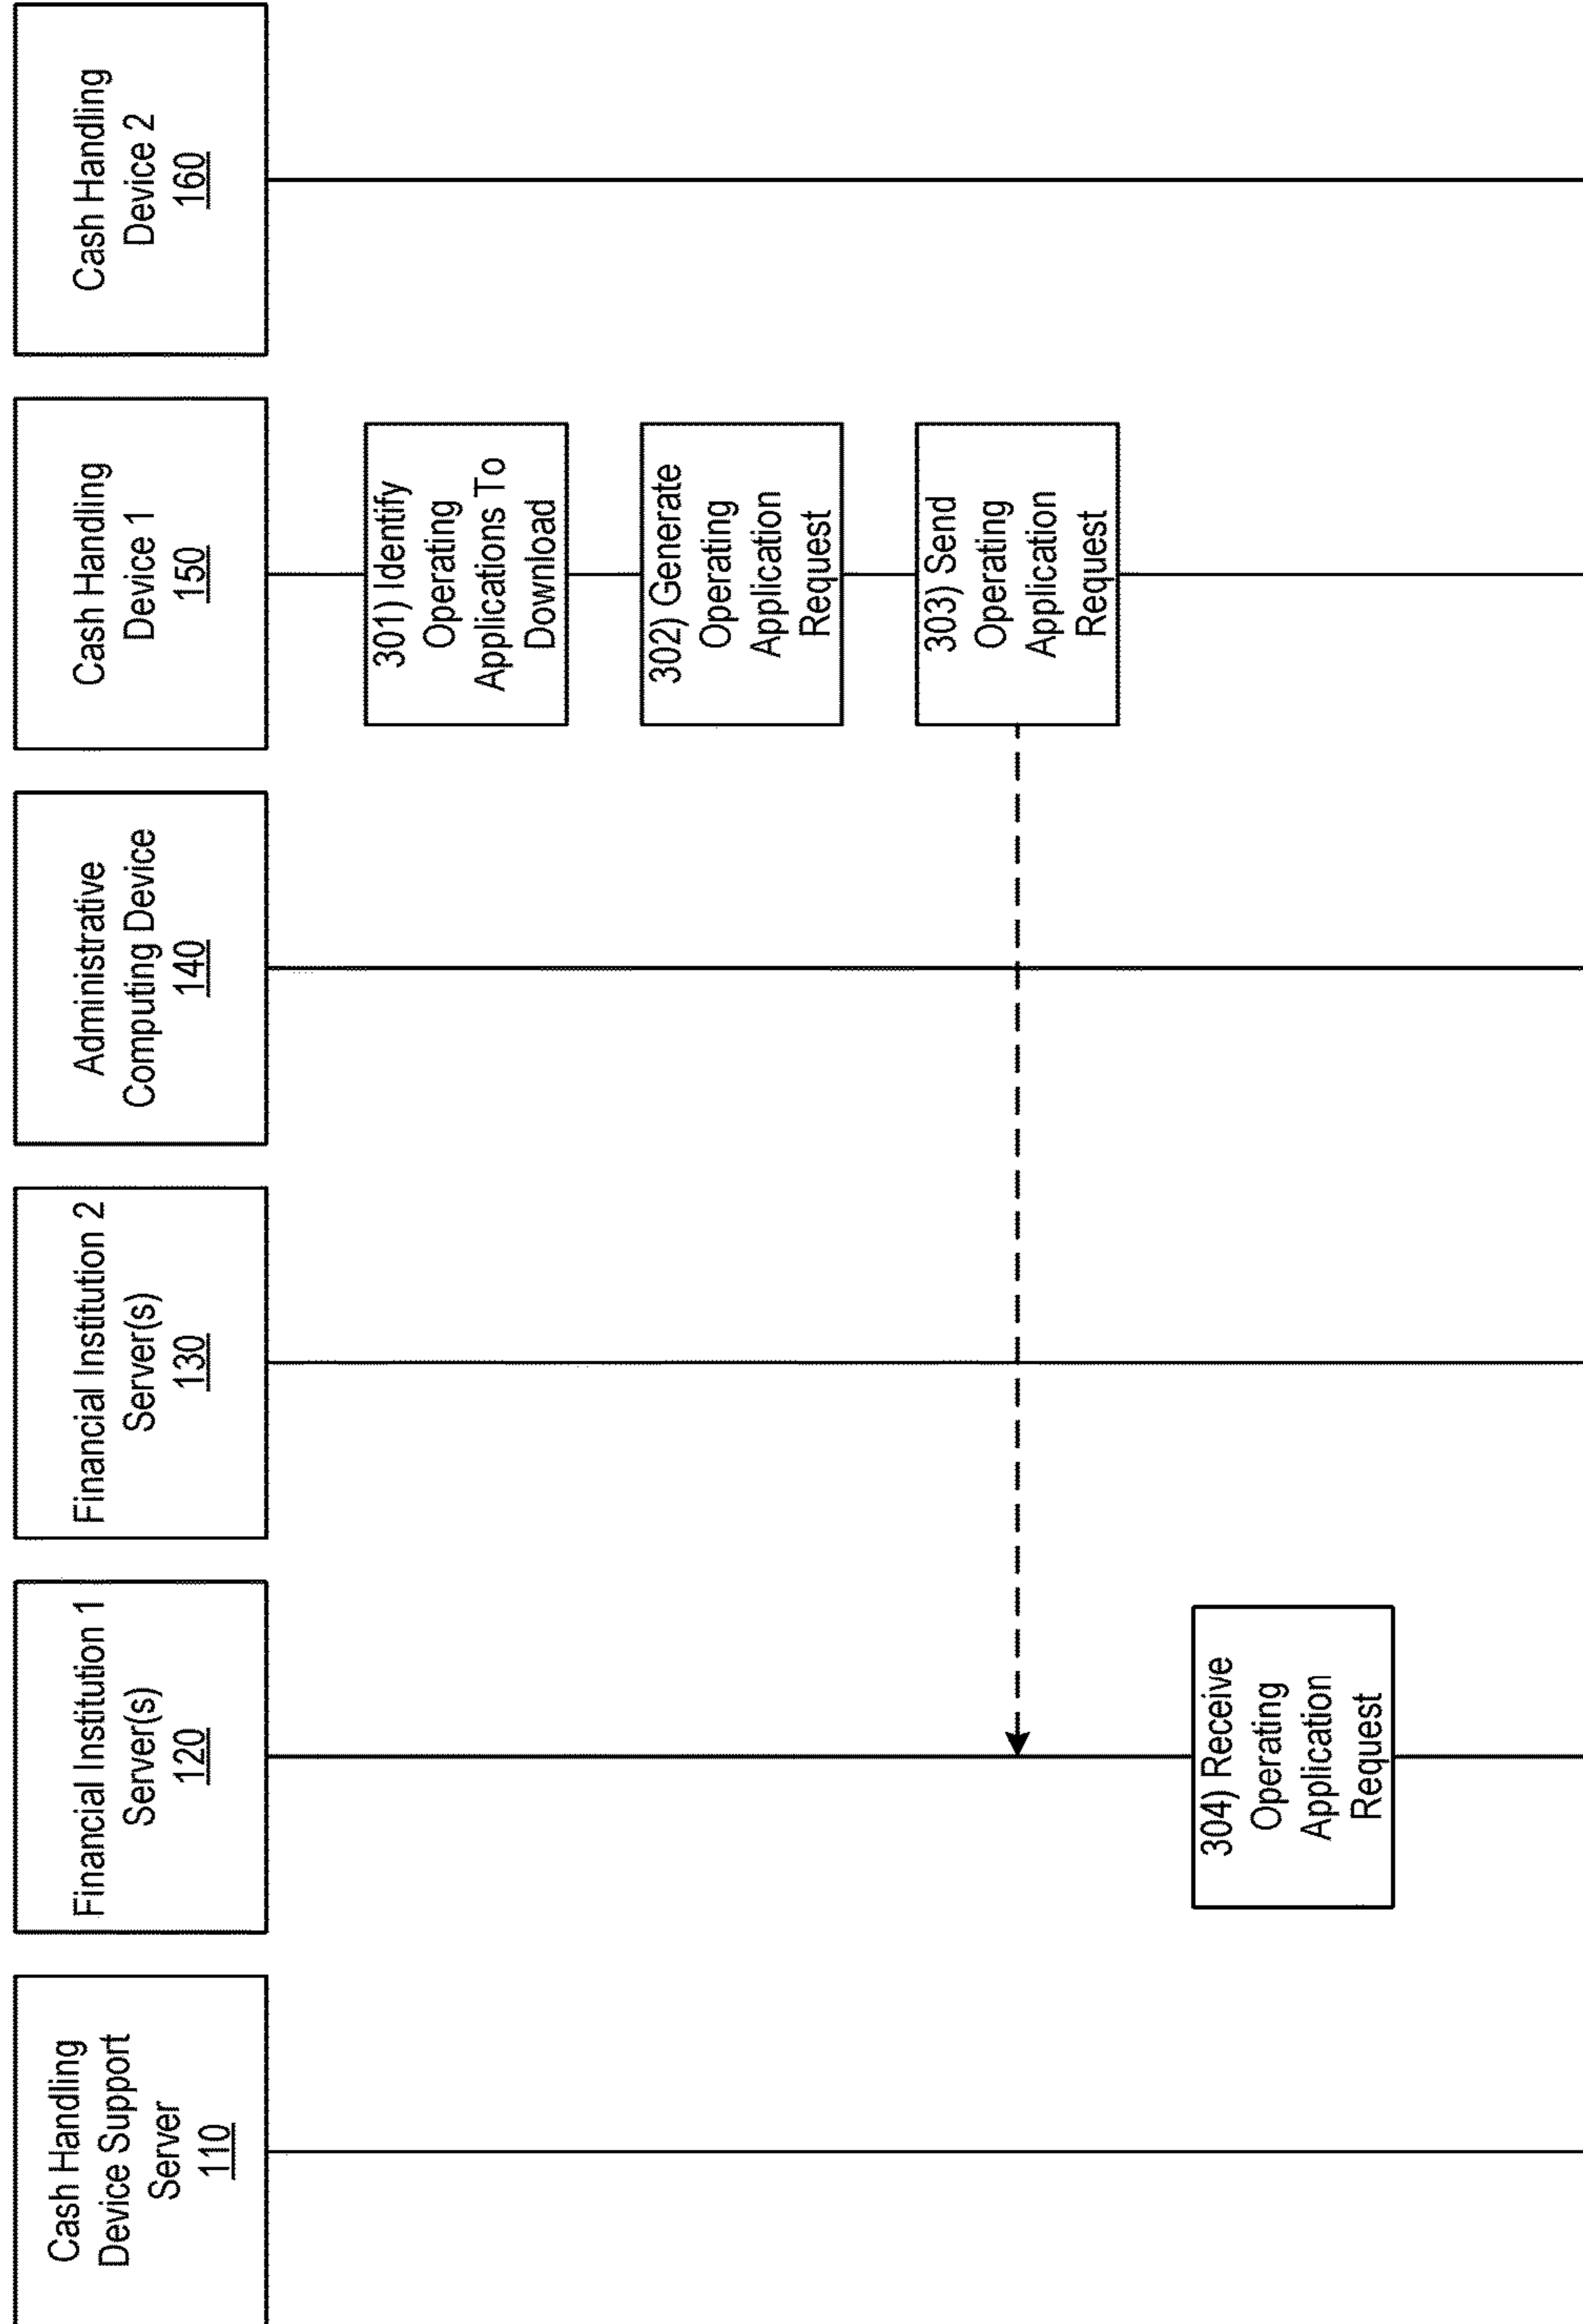 Cash Handling
Device Support
Server
110
Financial Institution 1
Server(s)
120
Financial Institution 2
Server(s)
130
Administrative
Computing Device
140
Cash Handling
Device 1
150
Cash Handling
Device 2
160
301) Identify
Operating
Applications To
Download
302) Generate
Operating
Application
Request
303) Send
Operating
Application
Request
304) Receive
Operating
Application
Request